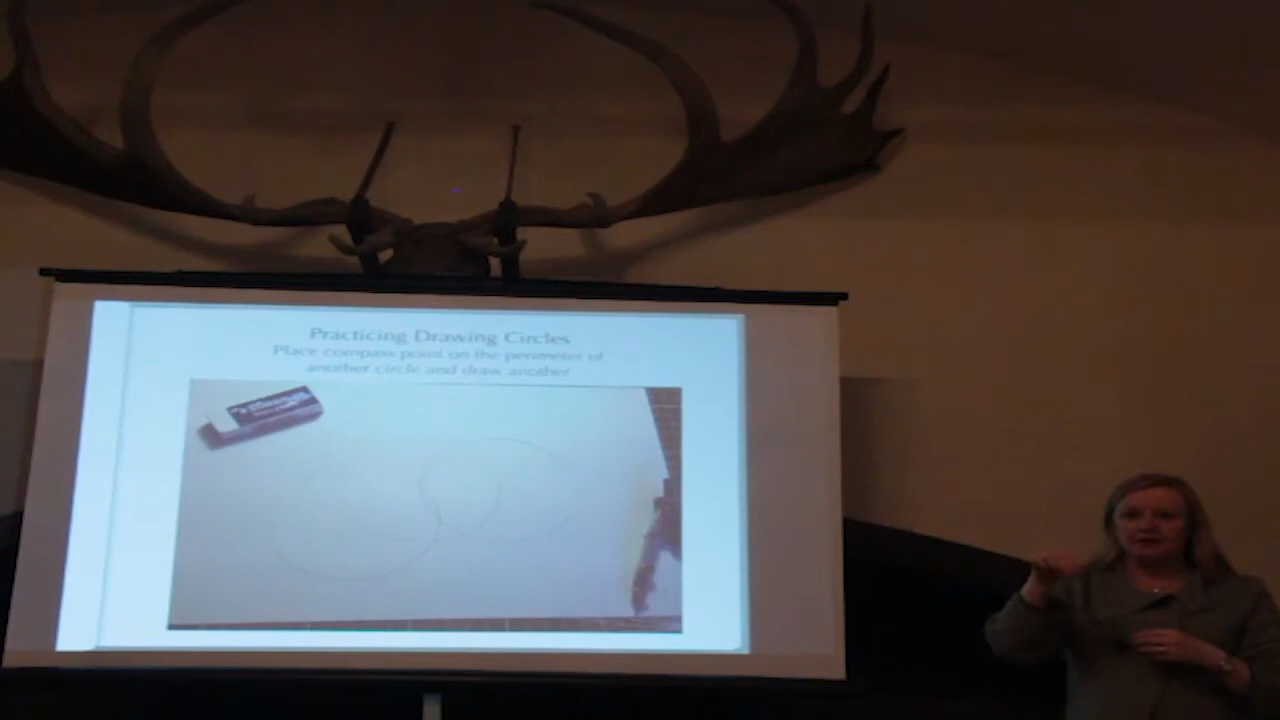 Practicing Drawing Circles
Place compass point on the perimeter of
another circle and draw another